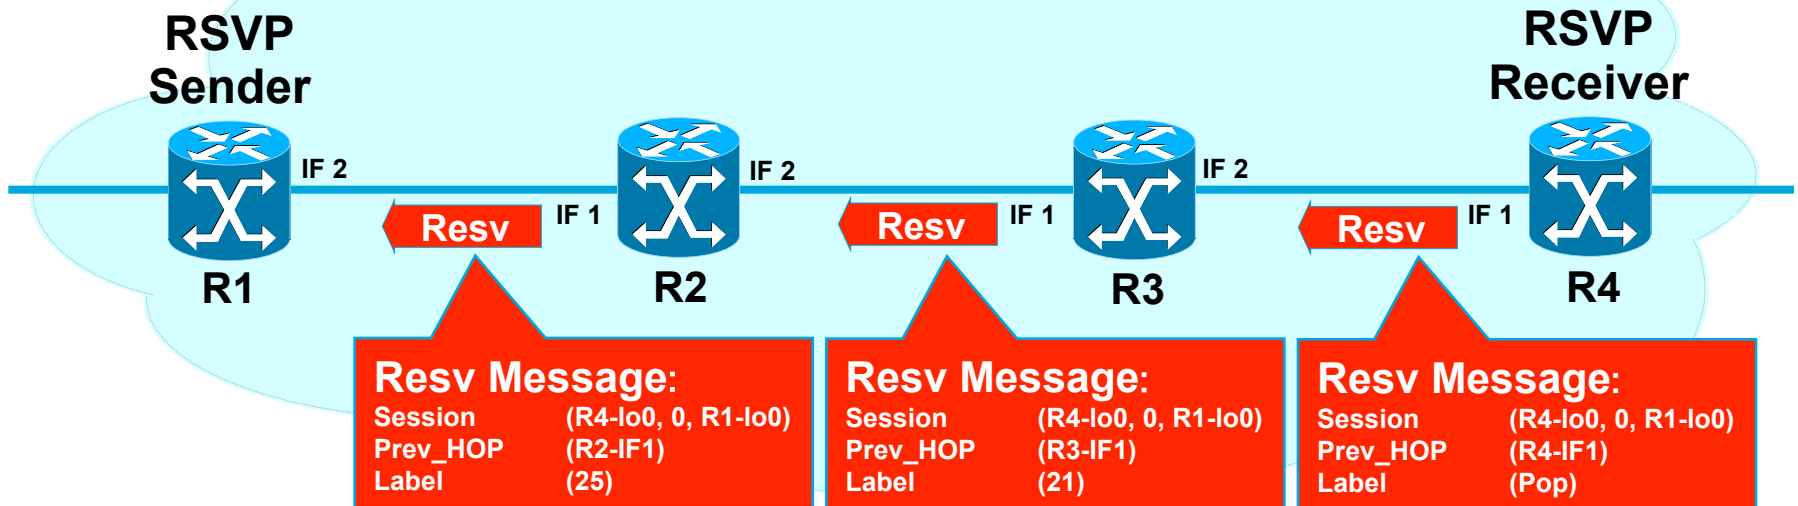 RSVP
Sender
RSVP
Receiver
IF 2
IF 2
IF 2
Resv
IF 1
Resv
IF 1
Resv
IF 1
R1
R2
R3
R4
Resv Message:
Session (R4-lo0, 0, R1-lo0)
Prev_HOP (R2-IF1)
Label (25)
Resv Message:
Session (R4-lo0, 0, R1-lo0)
Prev_HOP (R3-IF1)
Label (21)
Resv Message:
Session (R4-lo0, 0, R1-lo0)
Prev_HOP (R4-IF1)
Label (Pop)